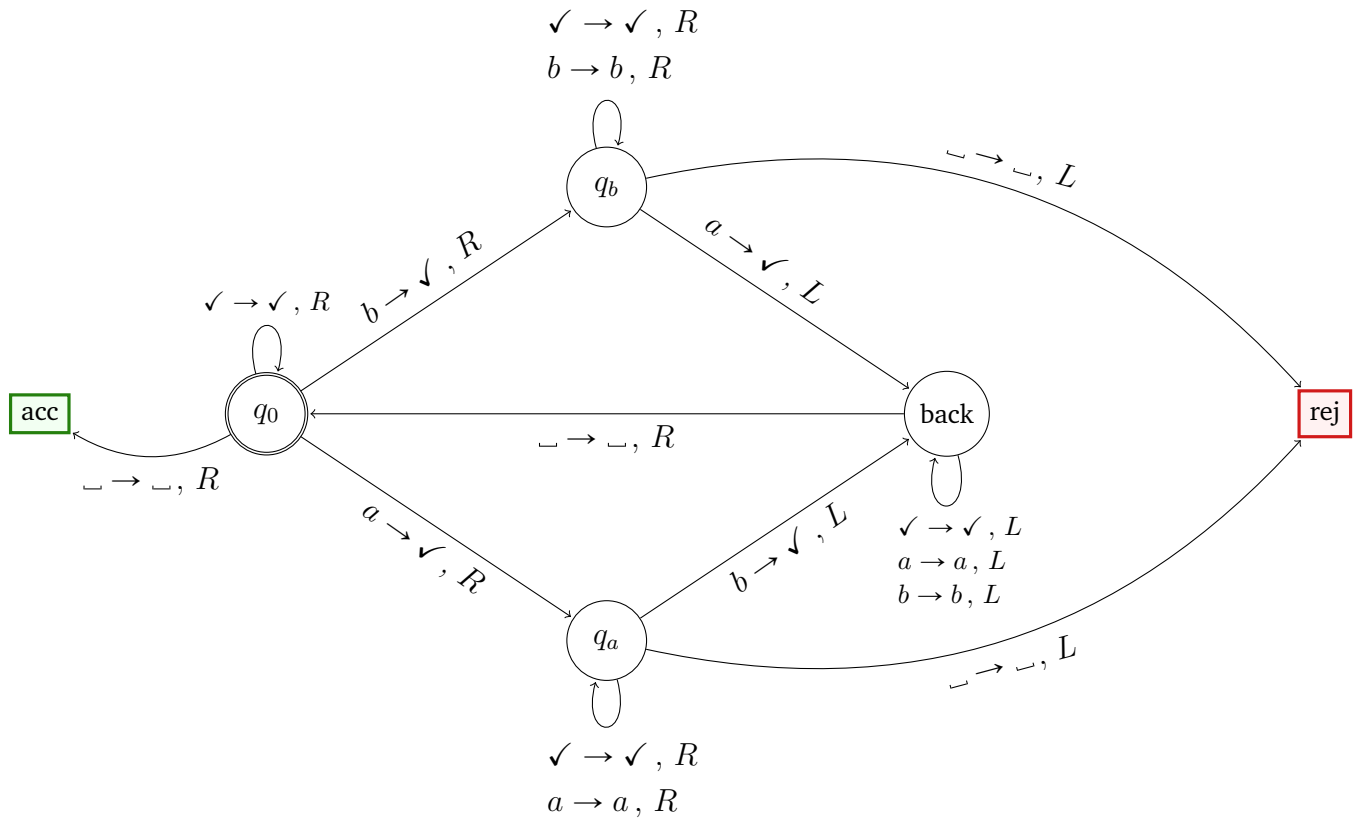 ✓ → ✓, R
b → b, R
q_b
␣ → ␣, L
a → ✓, L
b → ✓, R
✓ → ✓, R
acc
q_0
back
rej
␣ → ␣, R
␣ → ␣, R
a → ✓, R
b → ✓, L
✓ → ✓, L
a → a, L
b → b, L
q_a
␣ → ␣, L
✓ → ✓, R
a → a, R